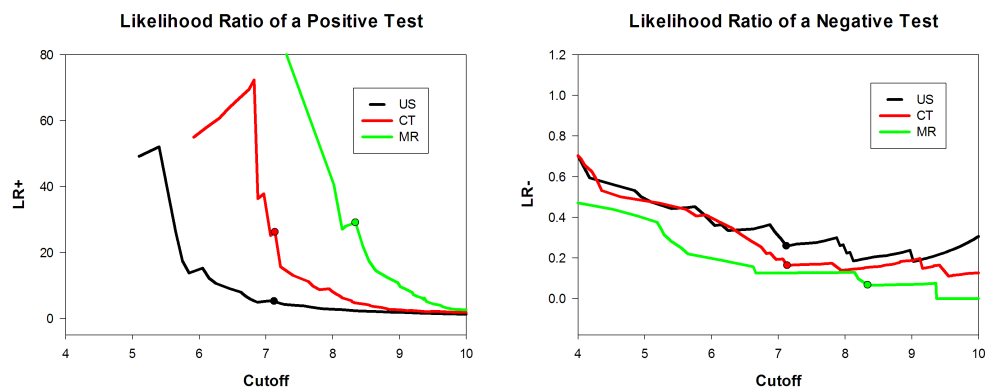 Likelihood Ratio of a Positive Test
LR+
80
60
40
20
0
US
CT
MR
4 5 6 7 8 9 10
Cutoff
Likelihood Ratio of a Negative Test
LR-
1.2
1.0
0.8
0.6
0.4
0.2
0.0
US
CT
MR
4 5 6 7 8 9 10
Cutoff